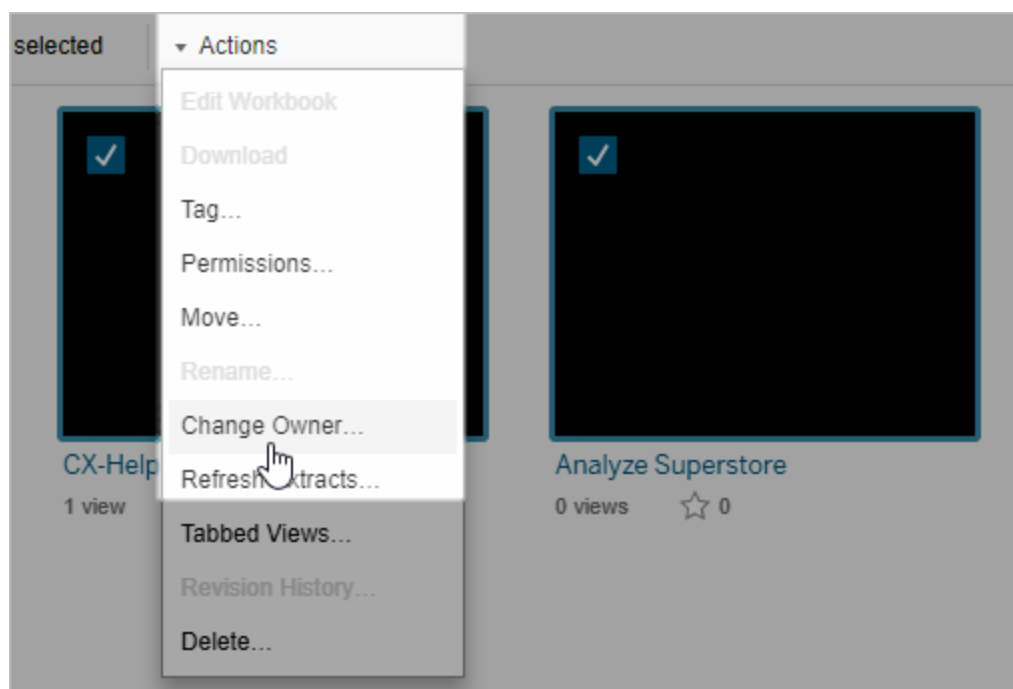 selected
Actions
Edit Workbook
Download
Tag...
Permissions...
Move...
Rename...
Change Owner...
Refresh
tracts...
Tabbed Views...
Revision History...
Delete...
CX-Help
1 view
Analyze Superstore
0 views 0